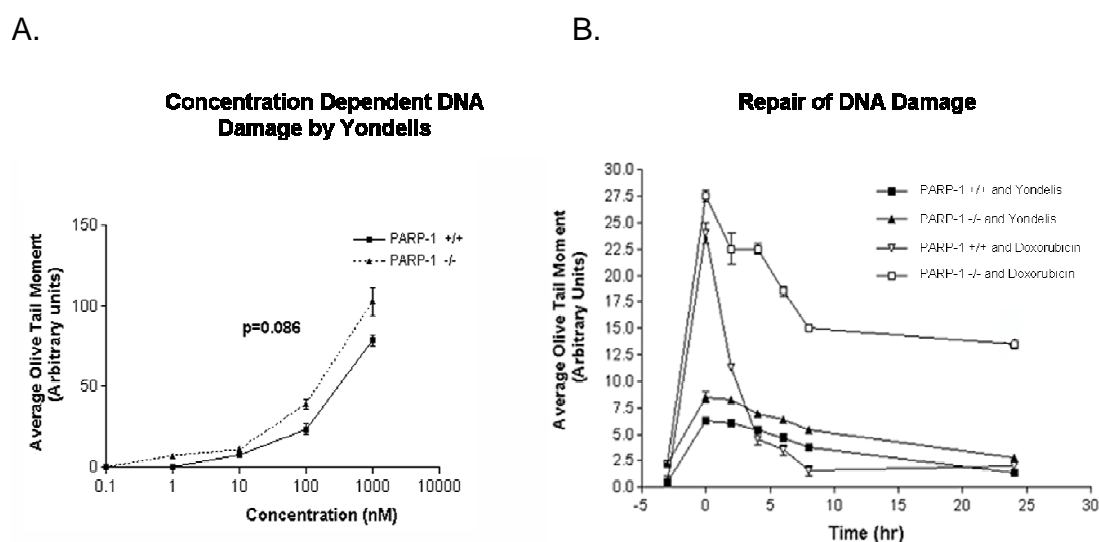 A.
B.
Concentration Dependent DNA
Damage by Yondelis
Average Olive Tail Moment
(Arbitrary Units)
150
100
50
0
0.1
1
10
100
1000
10000
Concentration (nM)
PARP-1 +/+
PARP-1 -/-
p=0.086
Repair of DNA Damage
Average Olive Tail Moment
(Arbitrary Units)
30.0
27.5
25.0
22.5
20.0
17.5
15.0
12.5
10.0
7.5
5.0
2.5
0.0
-5
0
5
10
15
20
25
30
Time (hr)
PARP-1 +/+ and Yondelis
PARP-1 -/- and Yondelis
PARP-1 +/+ and Doxorubicin
PARP-1 -/- and Doxorubicin